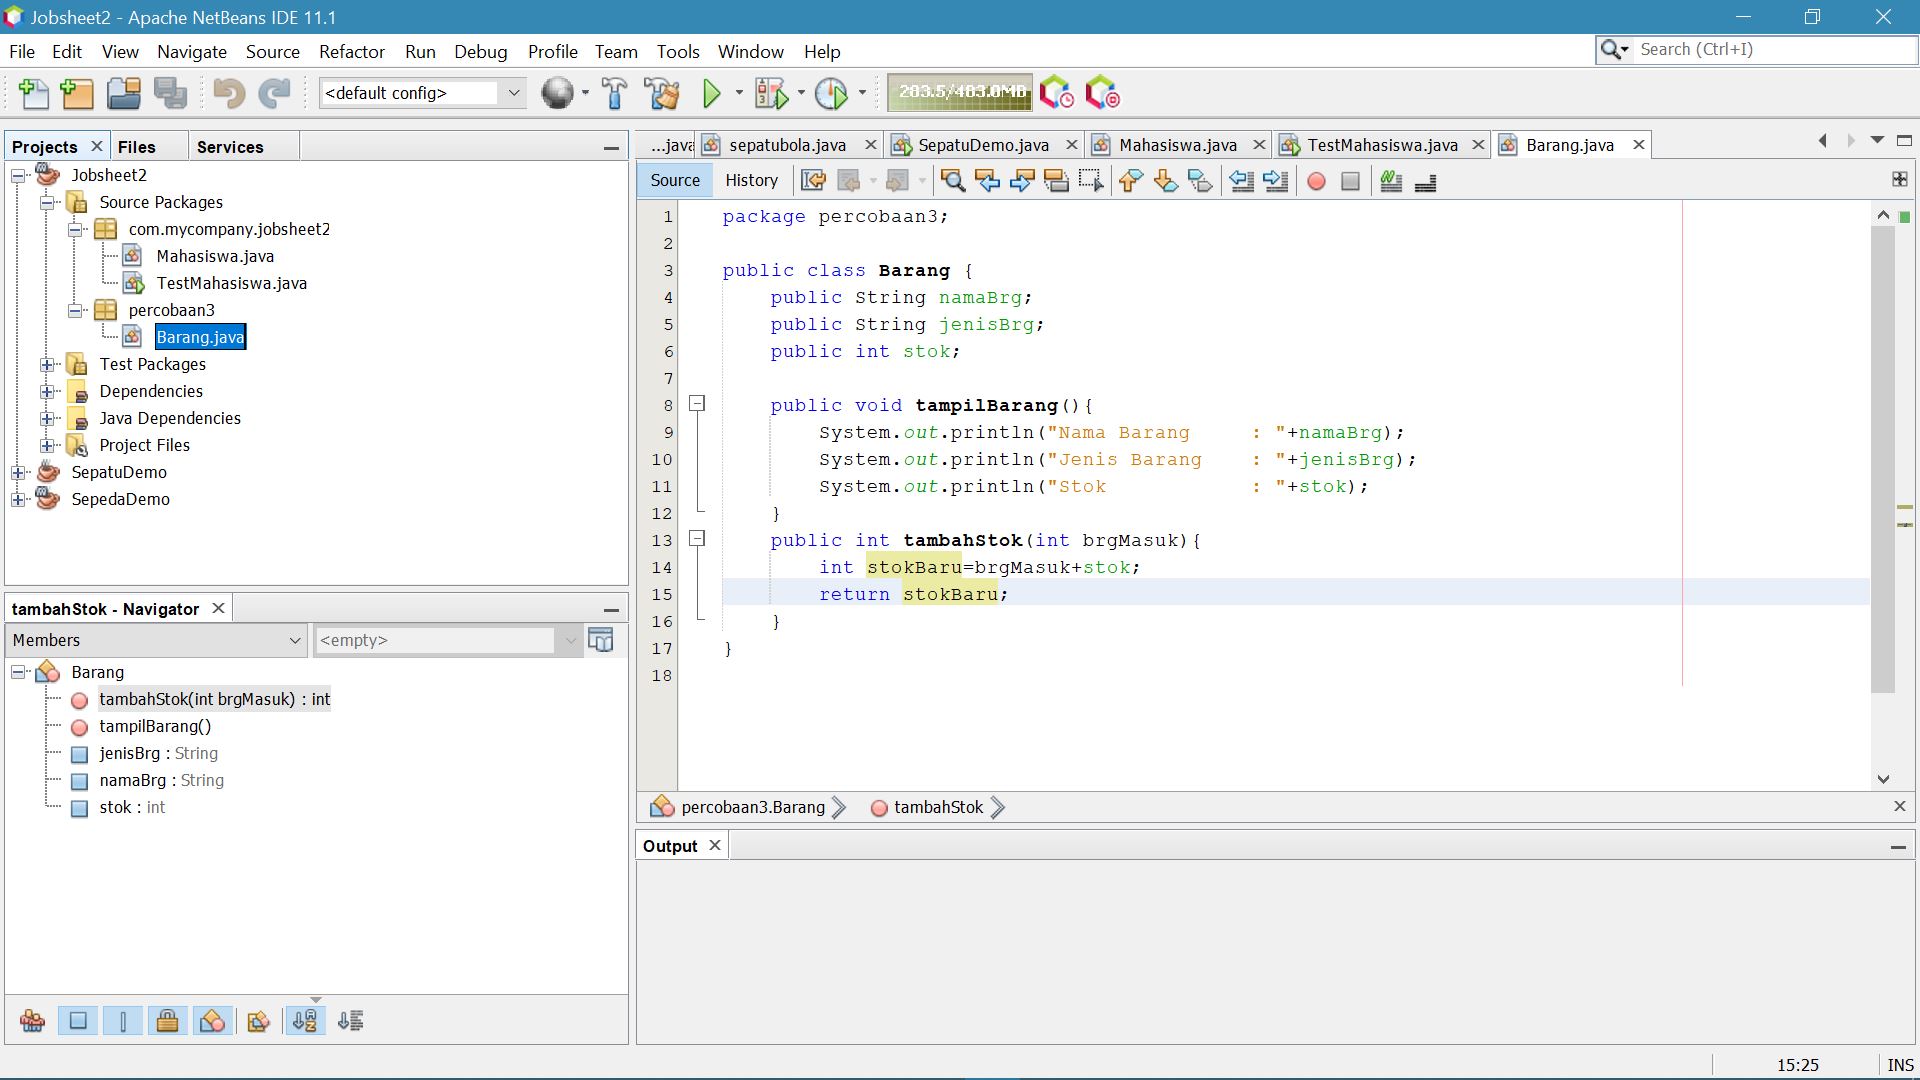 Jobsheet2 - Apache NetBeans IDE 11.1
File Edit View Navigate Source Refactor Run Debug Profile Team Tools Window Help
Search (Ctrl+I)
<default config>
283.5/483.0MB
Projects Files Services
Jobsheet2
Source Packages
com.mycompany.jobsheet2
Mahasiswa.java
TestMahasiswa.java
percobaan3
Barang.java
Test Packages
Dependencies
Java Dependencies
Project Files
SepatuDemo
SepedaDemo
tambahStok - Navigator
Members
<empty>
Barang
tambahStok(int brgMasuk) : int
tampilBarang()
jenisBrg : String
namaBrg : String
stok : int
...java sepatubola.java SepatuDemo.java Mahasiswa.java TestMahasiswa.java Barang.java
Source History
1 package percobaan3;
2
3 public class Barang {
4 public String namaBrg;
5 public String jenisBrg;
6 public int stok;
7
8 public void tampilBarang(){
9 System.out.println("Nama Barang     : "+namaBrg);
10 System.out.println("Jenis Barang    : "+jenisBrg);
11 System.out.println("Stok            : "+stok);
12 }
13 public int tambahStok(int brgMasuk){
14 int stokBaru=brgMasuk+stok;
15 return stokBaru;
16 }
17 }
18
percobaan3.Barang tambahStok
Output
15:25 INS